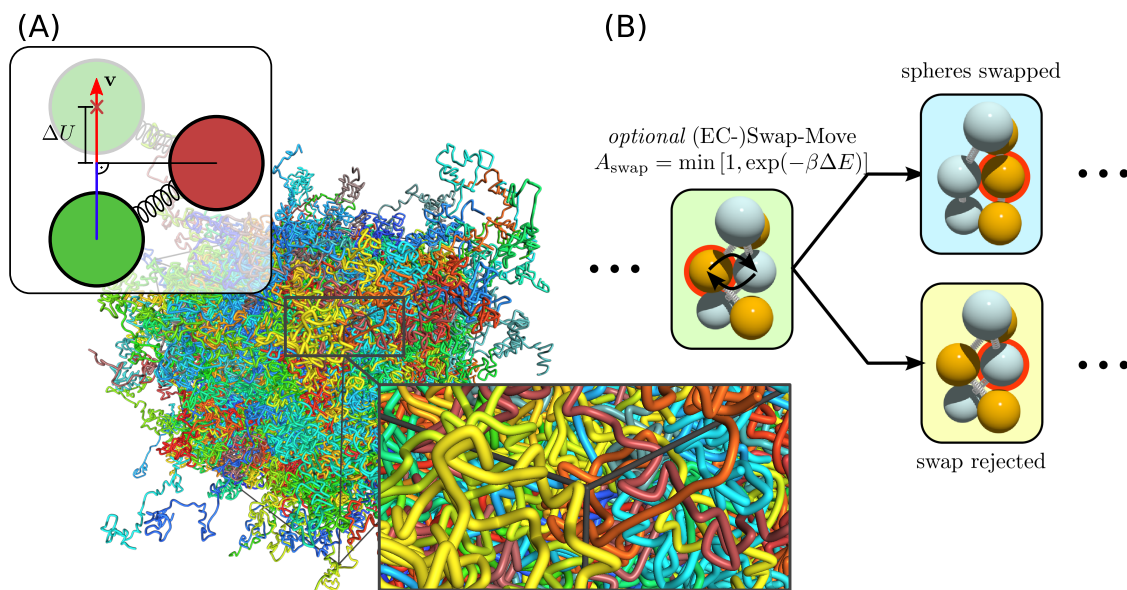 (A)
v
ΔU
(B)
optional (EC-)Swap-Move
A_swap = min [1, exp(−βΔE)]
spheres swapped
swap rejected